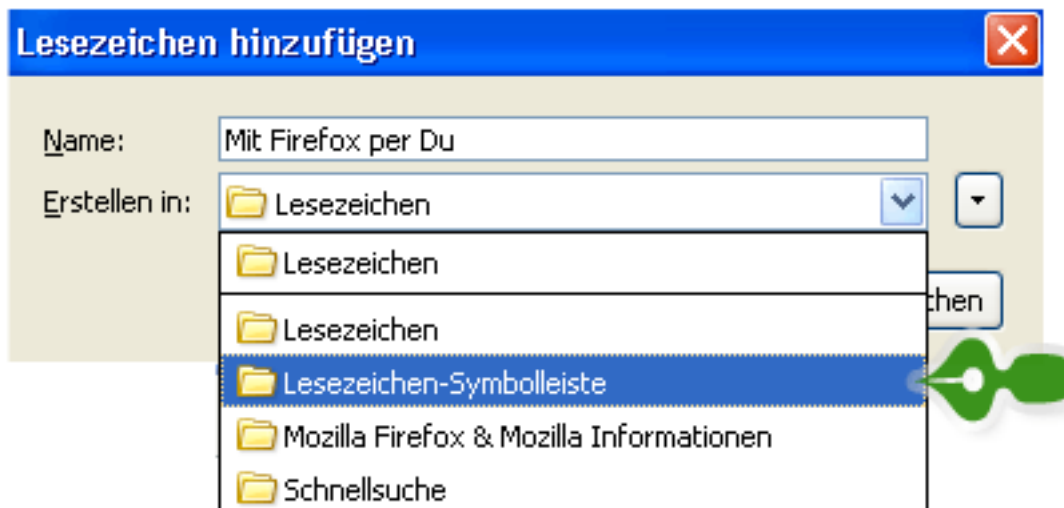 Lesezeichen hinzufügen
Name: Mit Firefox per Du
Erstellen in: Lesezeichen
Lesezeichen
Lesezeichen
Lesezeichen-Symbolleiste
Mozilla Firefox & Mozilla Informationen
Schnellsuche